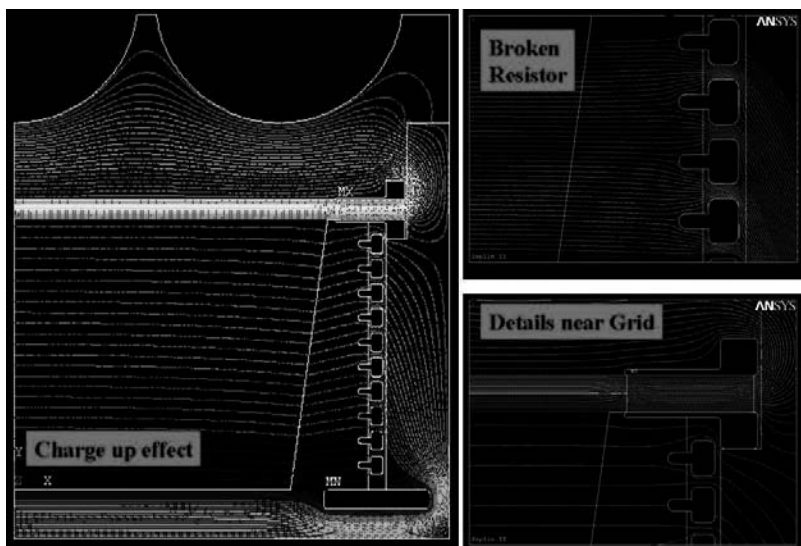 MX
Y
Z X
MN
Charge up effect
ANSYS
Broken
Resistor
ANSYS
Details near Grid